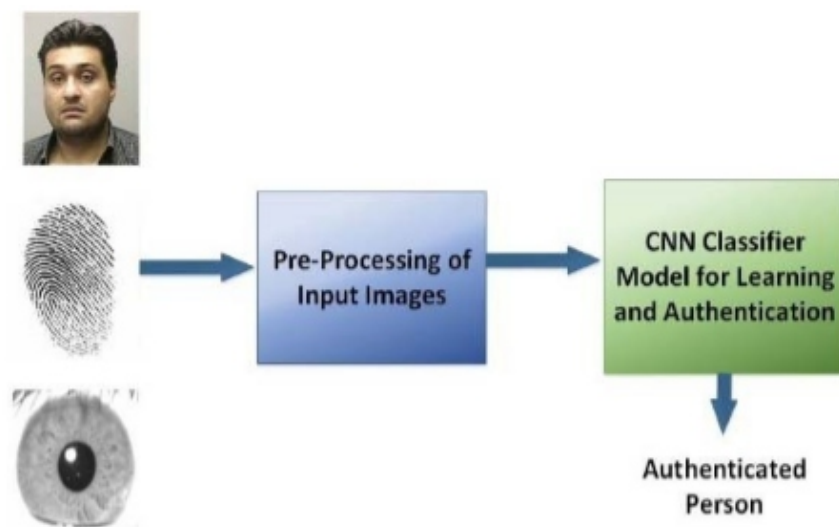 Pre-Processing of
Input Images
CNN Classifier
Model for Learning
and Authentication
Authenticated
Person